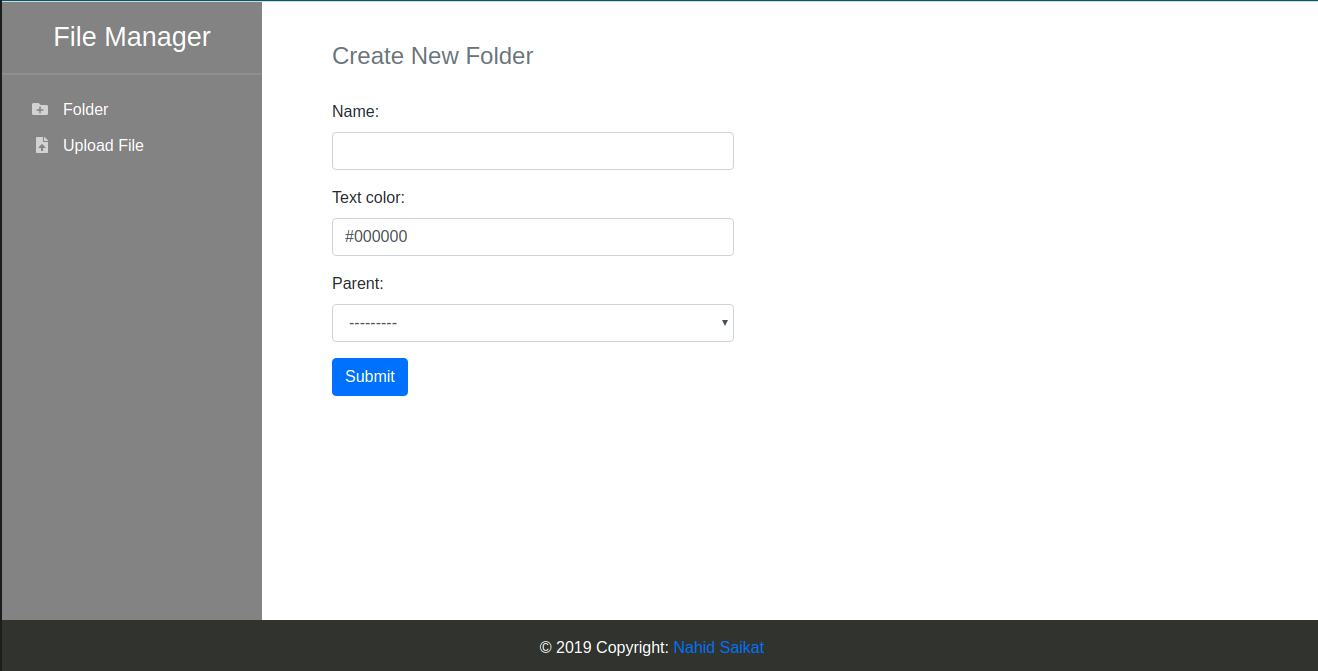 File Manager
Folder
Upload File
Create New Folder
Name:
Text color:
#000000
Parent:
---------
Submit
© 2019 Copyright: Nahid Saikat